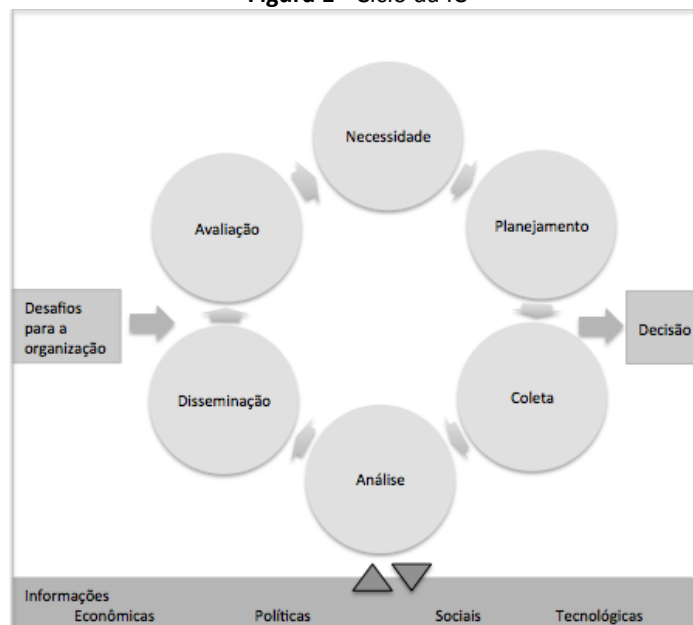 Necessidade
Avaliação
Planejamento
Desafios
para a
organização
Decisão
Disseminação
Coleta
Análise
Informações
Econômicas Políticas Sociais Tecnológicas